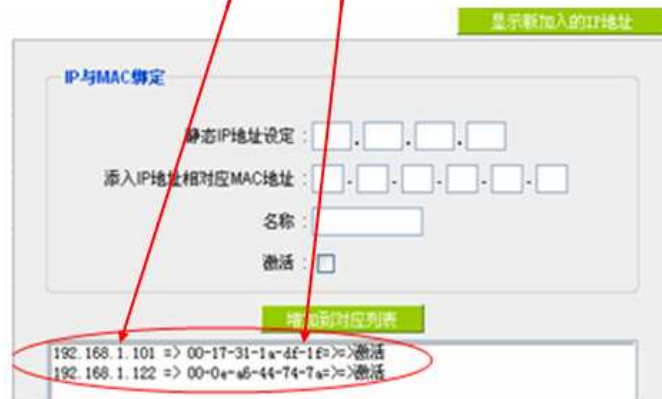 显示新加入的IP地址
IP与MAC绑定
静态IP地址设定 : . . .
添入IP地址相对应MAC地址 : - - - - -
名称 :
激活 :
增加到对应列表
192.168.1.101 => 00-17-31-1a-df-1f=>=>激活
192.168.1.122 => 00-0e-a6-44-74-7a=>=>激活